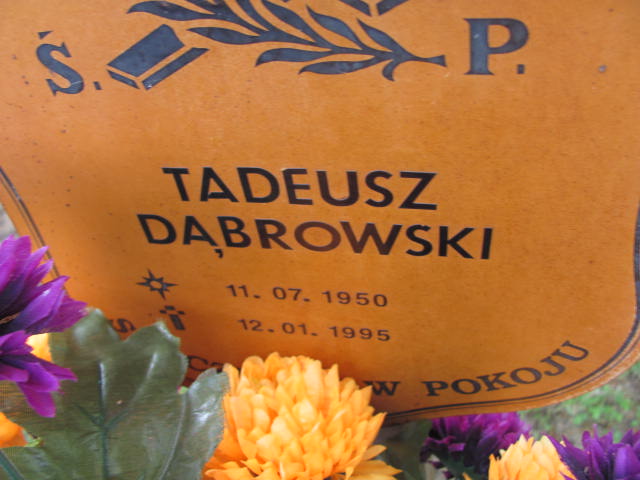 Ś. P.
TADEUSZ
DĄBROWSKI
11. 07. 1950
12. 01. 1995
W POKOJU